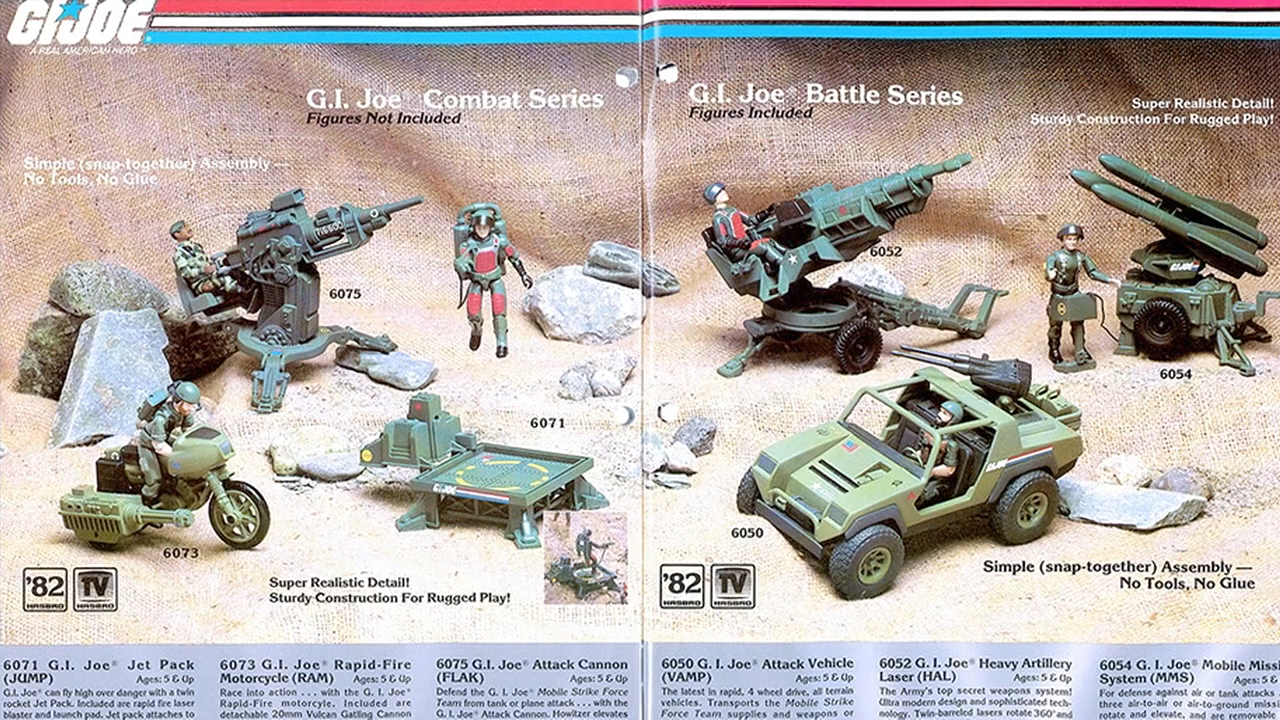 G.I. JOE
A REAL AMERICAN HERO™
G.I. Joe® Combat Series
Figures Not Included
Simple (snap-together) Assembly —
No Tools, No Glue
6075
6071
6073
'82
HASBRO
TV
HASBRO
Super Realistic Detail!
Sturdy Construction For Rugged Play!
6071 G.I. Joe® Jet Pack
(JUMP) Ages: 5 & Up
G.I. Joe® can fly high over danger with a twin
rocket Jet Pack. Included are rapid fire laser
blaster and launch pad. Jet pack attaches to
6073 G.I. Joe® Rapid-Fire
Motorcycle (RAM) Ages: 5 & Up
Race into action . . . with the G.I. Joe®
Rapid-Fire Motorcyle. Included are
detachable 20mm Vulcan Gatling Cannon
6075 G.I. Joe® Attack Cannon
(FLAK) Ages: 5 & Up
Defend the G.I. Joe® Mobile Strike Force
Team from tank or plane attack . . . with the
G.I. Joe® Attack Cannon. Howitzer elevates
G.I. Joe® Battle Series
Figures Included
Super Realistic Detail!
Sturdy Construction For Rugged Play!
6052
G.I. JOE
6054
6050
Simple (snap-together) Assembly —
No Tools, No Glue
'82
HASBRO
TV
HASBRO
6050 G. I. Joe® Attack Vehicle
(VAMP) Ages: 5 & Up
The latest in rapid, 4 wheel drive, all terrain
vehicles. Transports the Mobile Strike
Force Team supplies and weapons or
6052 G. I. Joe® Heavy Artillery
Laser (HAL) Ages: 5 & Up
The Army's top secret weapons system!
Ultra modern design and sophisticated tech-
nology. Twin-barreled lasers rotate 360° and
6054 G. I. Joe® Mobile Missi
System (MMS) Ages: 5 &
For defense against air or tank attacks
three air-to-air or air-to-ground miss
rotate and elevate. . . . removable